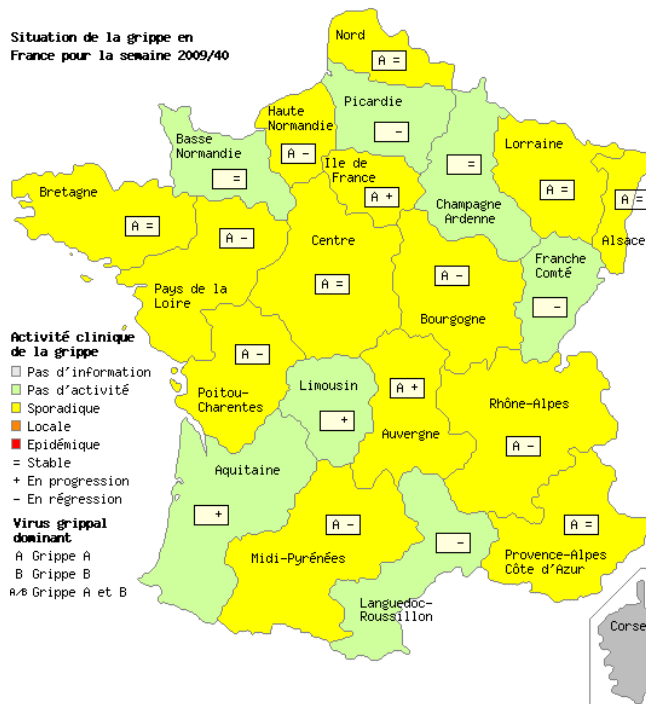 Situation de la grippe en
France pour la semaine 2009/40
Nord
A =
Picardie
–
Haute
Normandie
A –
Basse
Normandie
=
Ile de
France
A +
=
Champagne
Ardenne
Lorraine
A =
A =
Alsace
Bretagne
A =
A –
Pays de la
Loire
Centre
A =
A –
Bourgogne
Franche
Comté
–
A –
Poitou-
Charentes
Limousin
+
A +
Auvergne
Rhône-Alpes
A –
Aquitaine
+
A –
Midi-Pyrénées
–
Languedoc-
Roussillon
A =
Provence-Alpes
Côte d'Azur
Corse
Activité clinique
de la grippe
Pas d'information
Pas d'activité
Sporadique
Locale
Epidémique
= Stable
+ En progression
– En régression
Virus grippal
dominant
A Grippe A
B Grippe B
A/B Grippe A et B